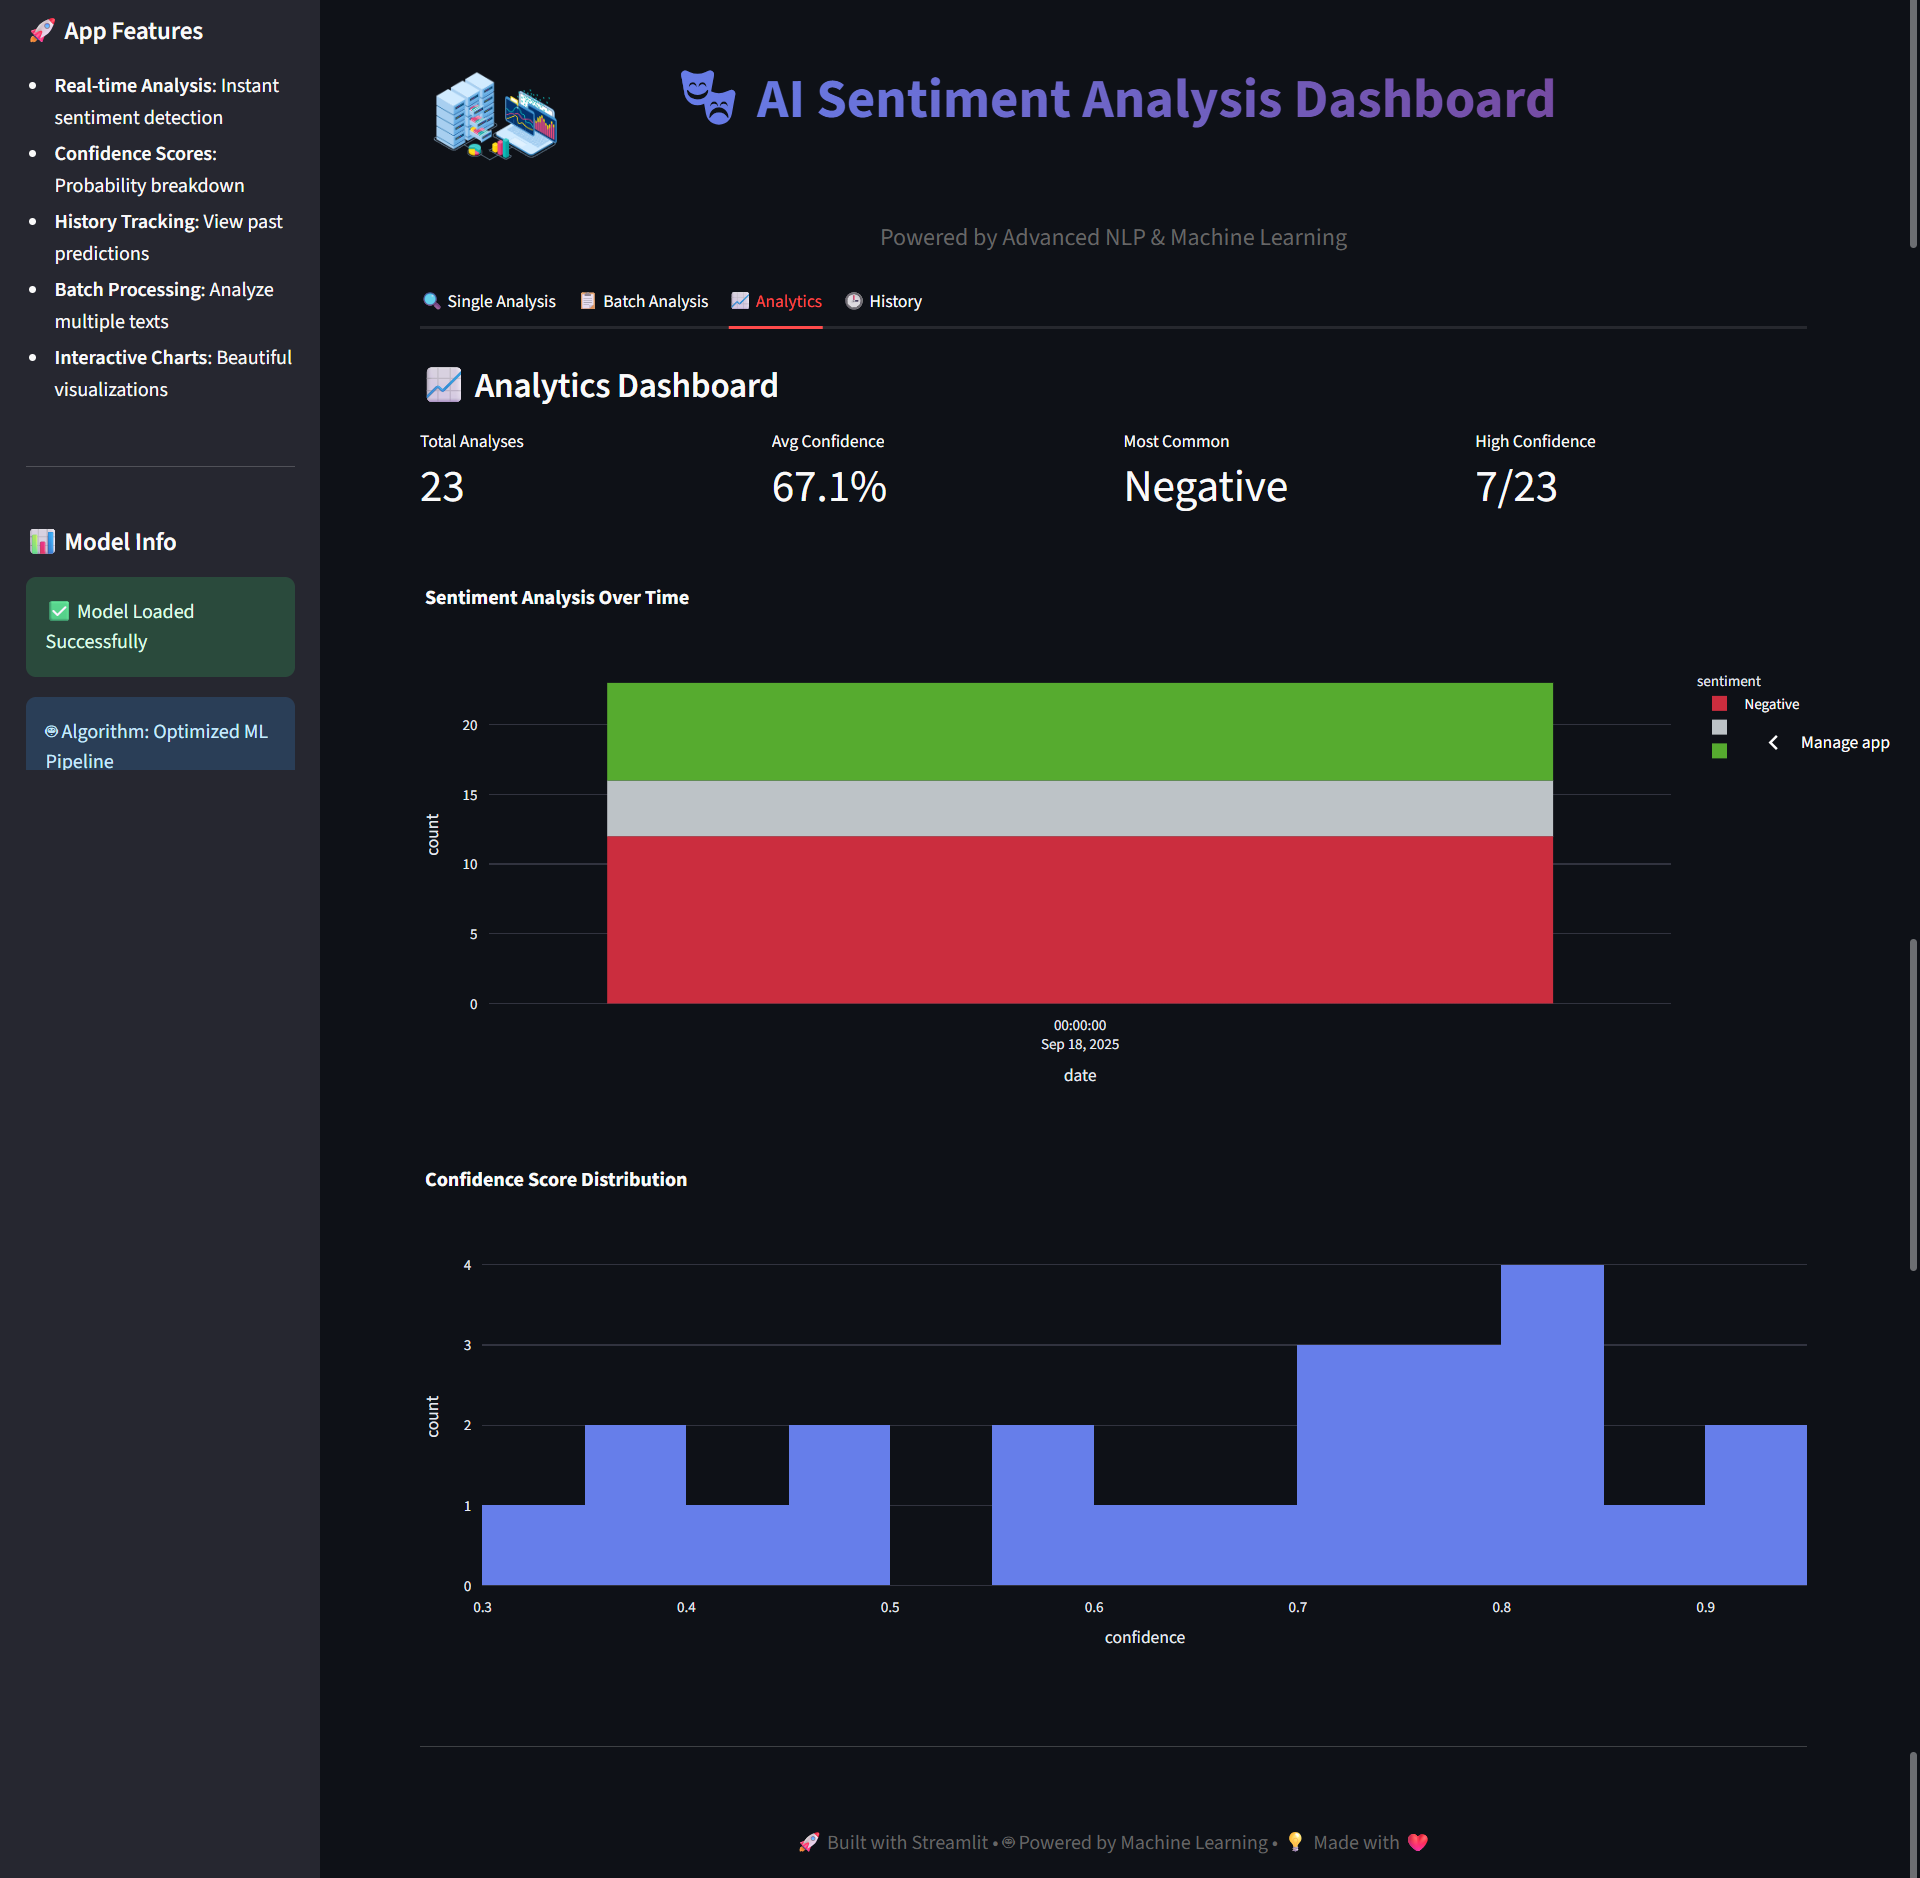 🚀 App Features
• Real-time Analysis: Instant
sentiment detection
• Confidence Scores:
Probability breakdown
• History Tracking: View past
predictions
• Batch Processing: Analyze
multiple texts
• Interactive Charts: Beautiful
visualizations
📊 Model Info
✅ Model Loaded
Successfully
🤖 Algorithm: Optimized ML
Pipeline
🎭 AI Sentiment Analysis Dashboard
Powered by Advanced NLP & Machine Learning
🔍 Single Analysis 📋 Batch Analysis 📈 Analytics 🕒 History
📈 Analytics Dashboard
Total Analyses
23
Avg Confidence
67.1%
Most Common
Negative
High Confidence
7/23
Sentiment Analysis Over Time
sentiment
Negative
Manage app
20
15
10
5
0
count
00:00:00
Sep 18, 2025
date
Confidence Score Distribution
4
3
2
1
0
count
0.3 0.4 0.5 0.6 0.7 0.8 0.9
confidence
🚀 Built with Streamlit • 🤖 Powered by Machine Learning • 💡 Made with ❤️